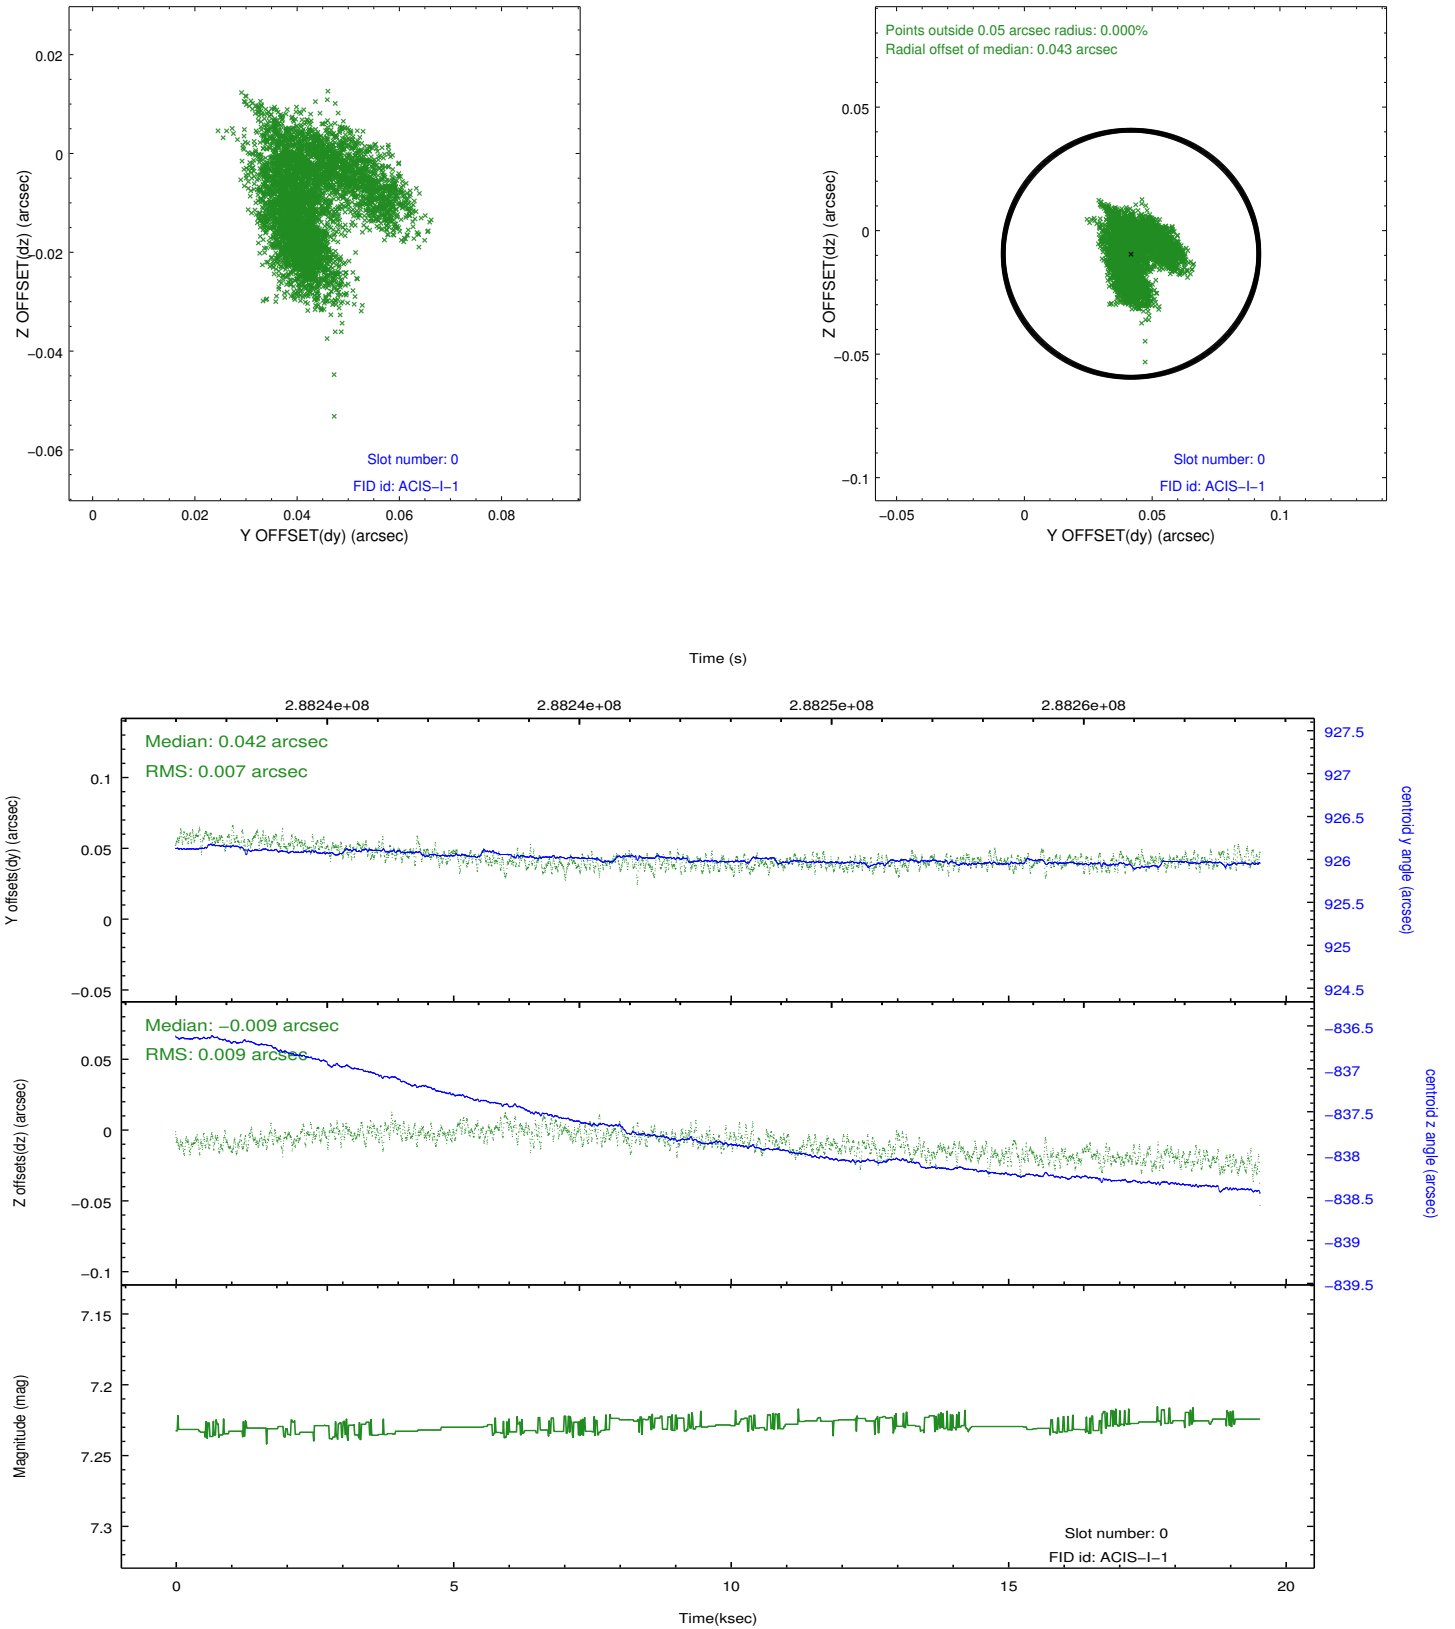 0.02
0
−0.02
−0.04
−0.06
Z OFFSET(dz) (arcsec)
Slot number: 0
FID id: ACIS−I−1
0 0.02 0.04 0.06 0.08
Y OFFSET(dy) (arcsec)
Points outside 0.05 arcsec radius: 0.000%
Radial offset of median: 0.043 arcsec
0.05
0
−0.05
−0.1
Z OFFSET(dz) (arcsec)
Slot number: 0
FID id: ACIS−I−1
−0.05 0 0.05 0.1
Y OFFSET(dy) (arcsec)
Time (s)
2.8824e+08 2.8824e+08 2.8825e+08 2.8826e+08
Median: 0.042 arcsec
RMS: 0.007 arcsec
0.1
0.05
0
−0.05
Y offsets(dy) (arcsec)
927.5
927
926.5
926
925.5
925
924.5
centroid y angle (arcsec)
Median: −0.009 arcsec
RMS: 0.009 arcsec
0.05
0
−0.05
−0.1
Z offsets(dz) (arcsec)
−836.5
−837
−837.5
−838
−838.5
−839
−839.5
centroid z angle (arcsec)
7.15
7.2
7.25
7.3
Magnitude (mag)
Slot number: 0
FID id: ACIS−I−1
0 5 10 15 20
Time(ksec)